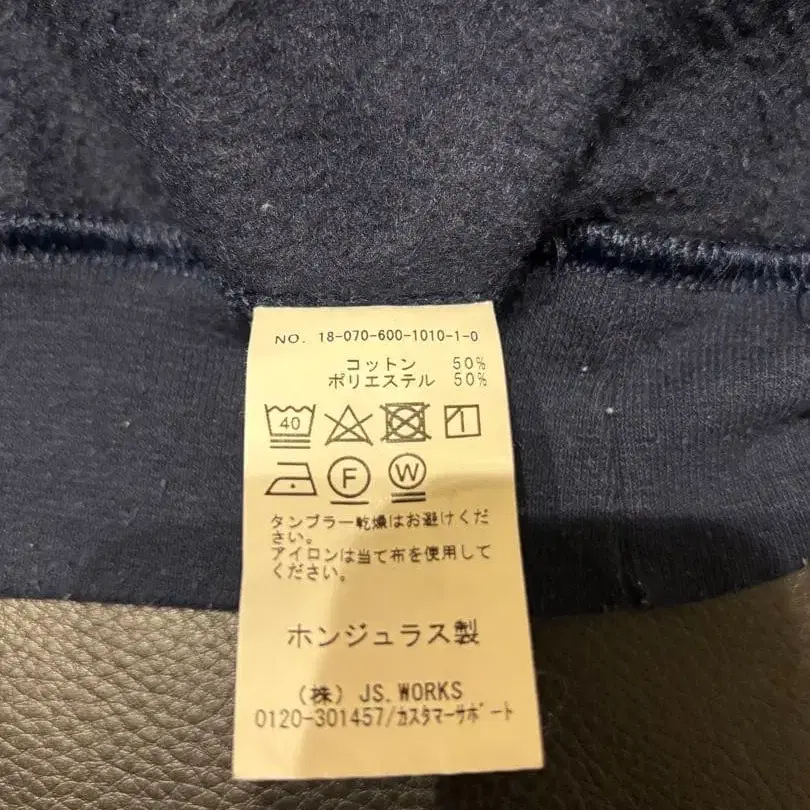 NO. 18-070-600-1010-1-0
コットン 50%
ポリエステル 50%
40
F W
タンブラー乾燥はお避けくだ
さい。
アイロンは当て布を使用して
ください。
ホンジュラス製
(株) JS.WORKS
0120-301457/カスタマーサポート